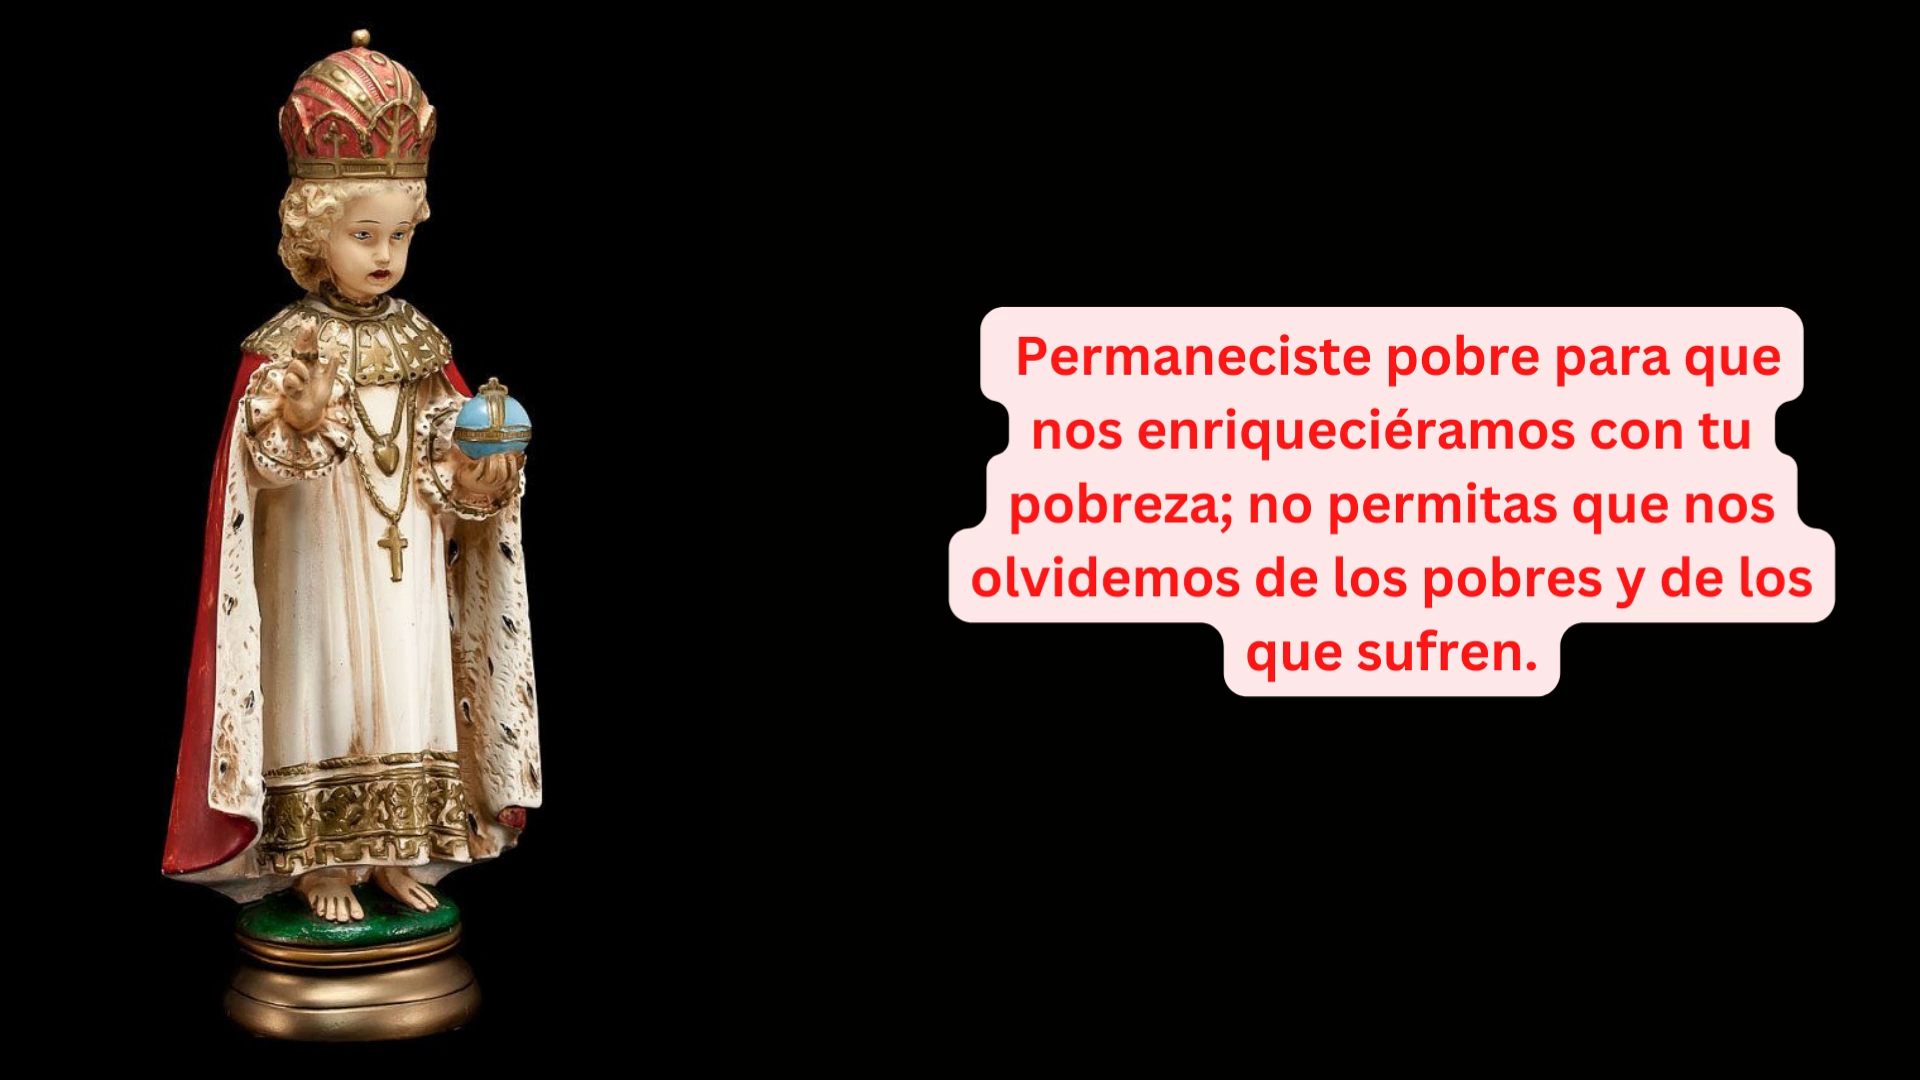 Permaneciste pobre para que
nos enriqueciéramos con tu
pobreza; no permitas que nos
olvidemos de los pobres y de los
que sufren.